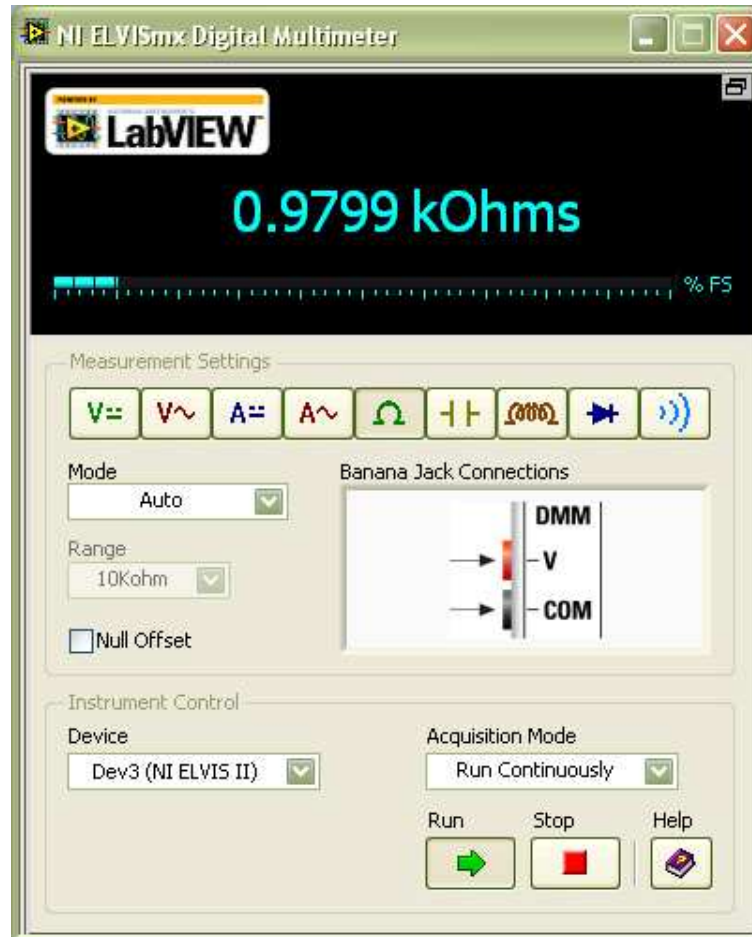 NI ELVISmx Digital Multimeter
LabVIEW™
0.9799 kOhms
% FS
Measurement Settings
V V A A Ω
Mode
Banana Jack Connections
Auto
DMM
V
COM
Range
10Kohm
Null Offset
Instrument Control
Device
Acquisition Mode
Dev3 (NI ELVIS II)
Run Continuously
Run Stop Help
?